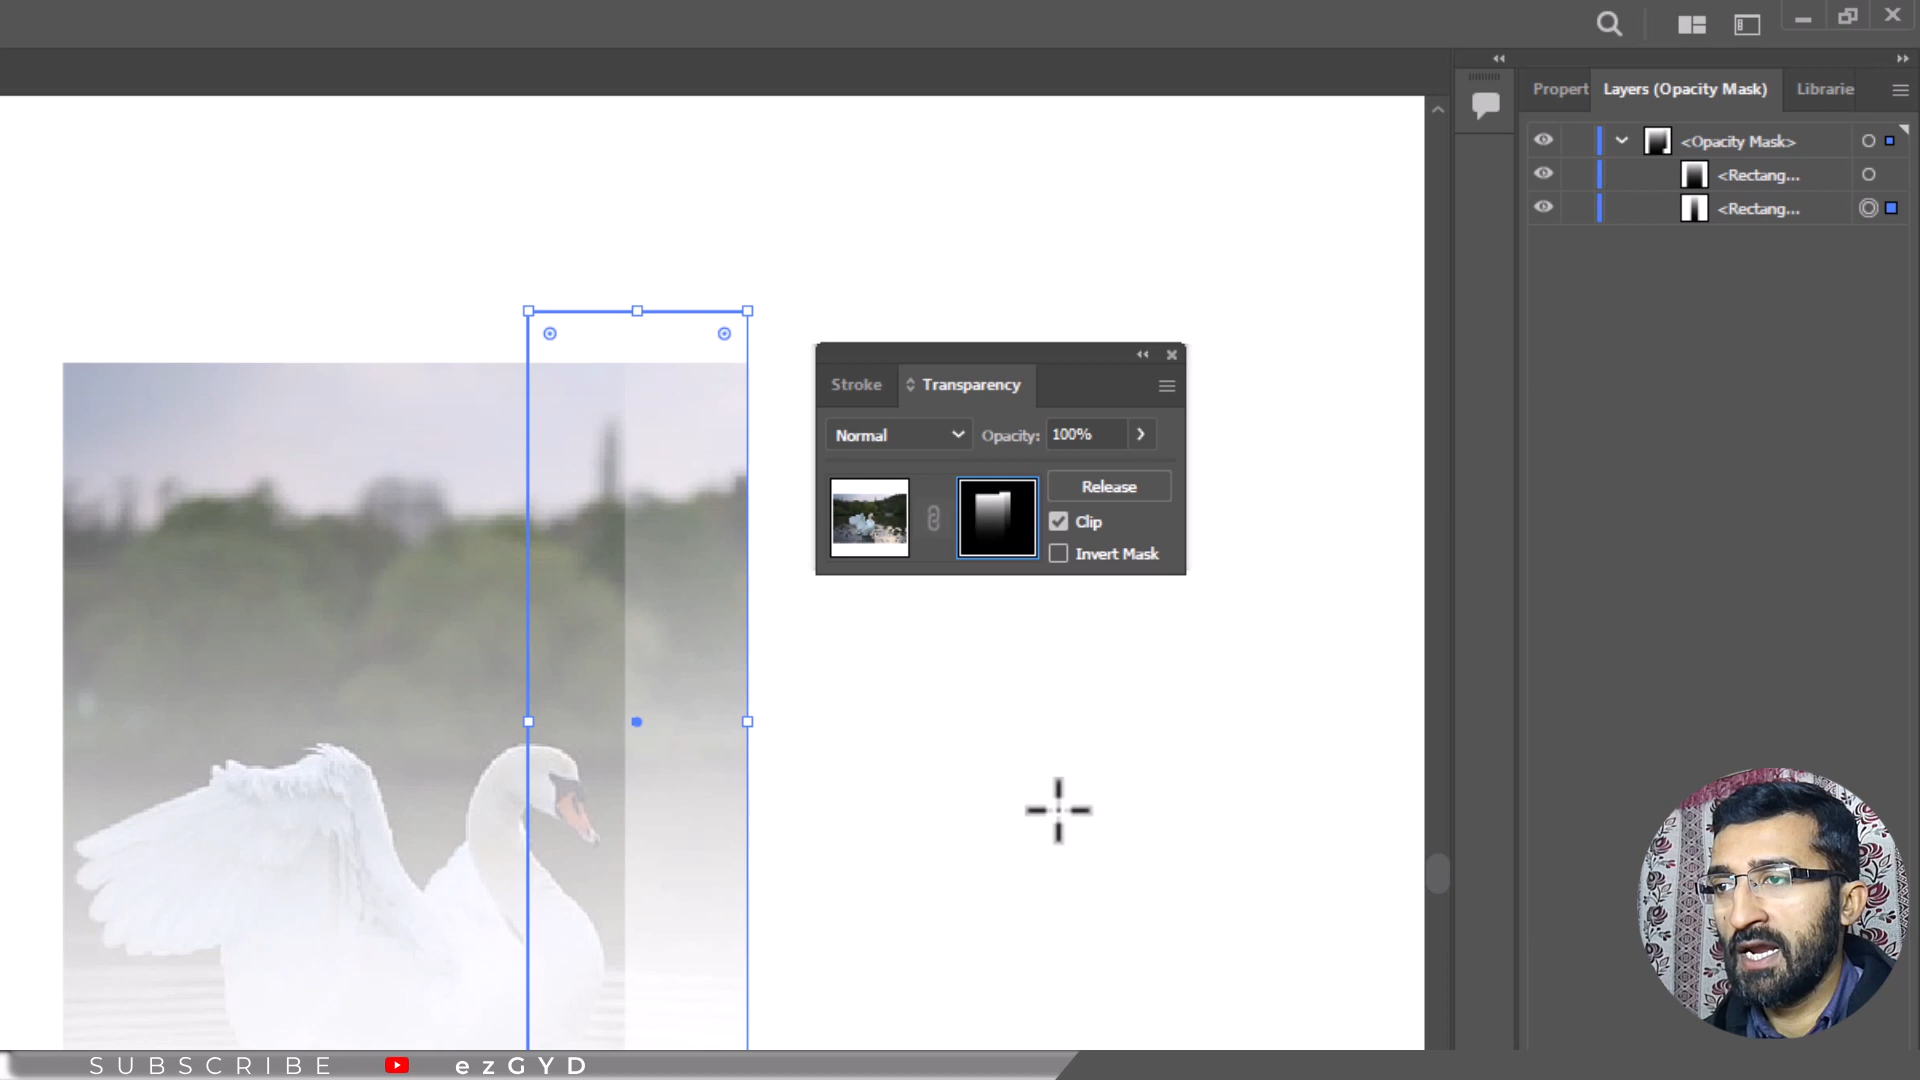 Propert
Layers (Opacity Mask)
Librarie
<Opacity Mask>
<Rectang...
<Rectang...
Stroke
Transparency
Normal
Opacity: 100%
Release
Clip
Invert Mask
SUBSCRIBE
ezGYD